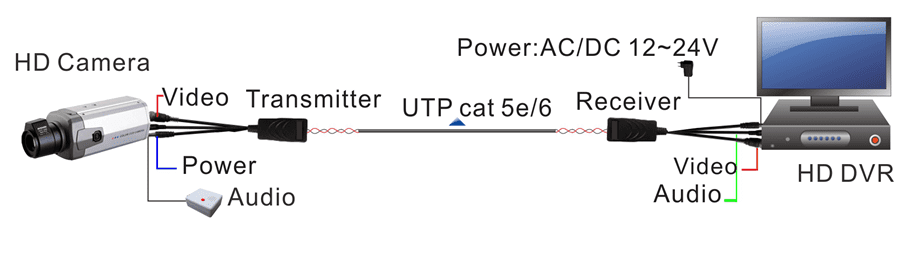 Power:AC/DC 12~24V
HD Camera
Video
Transmitter
UTP cat 5e/6
Receiver
Power
Video
Audio
Audio
HD DVR